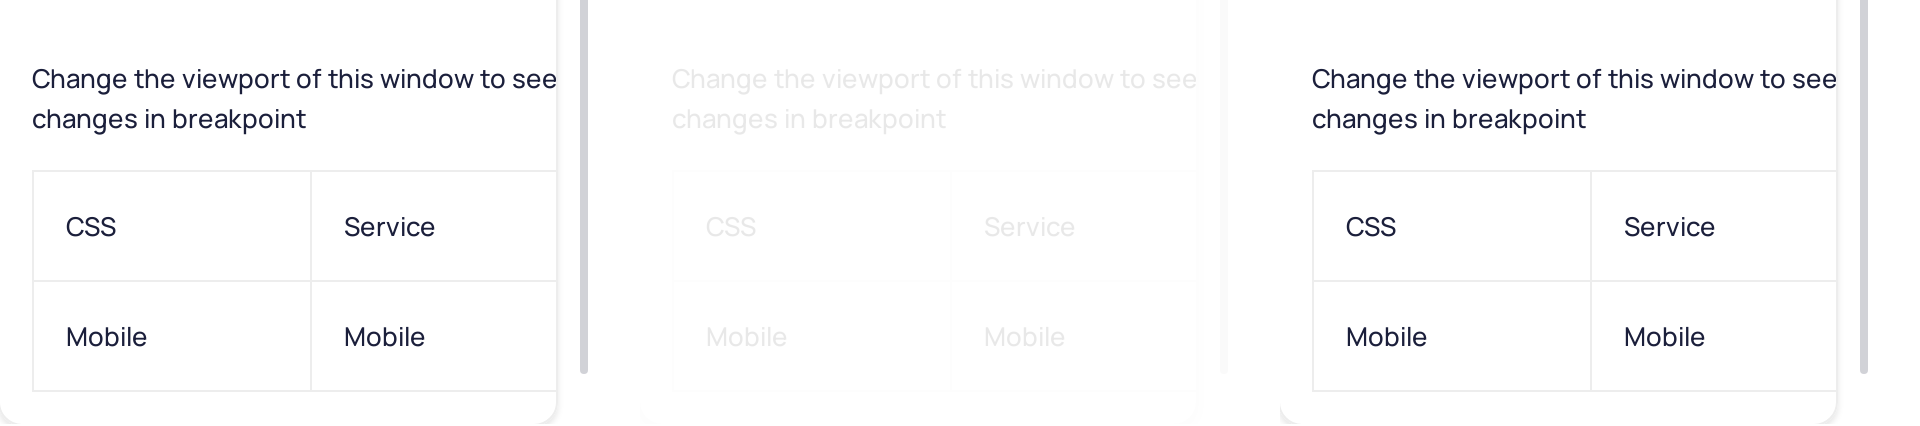 Change the viewport of this window to see
changes in breakpoint
CSS Service
Mobile Mobile
Change the viewport of this window to see
changes in breakpoint
CSS Service
Mobile Mobile
Change the viewport of this window to see
changes in breakpoint
CSS Service
Mobile Mobile